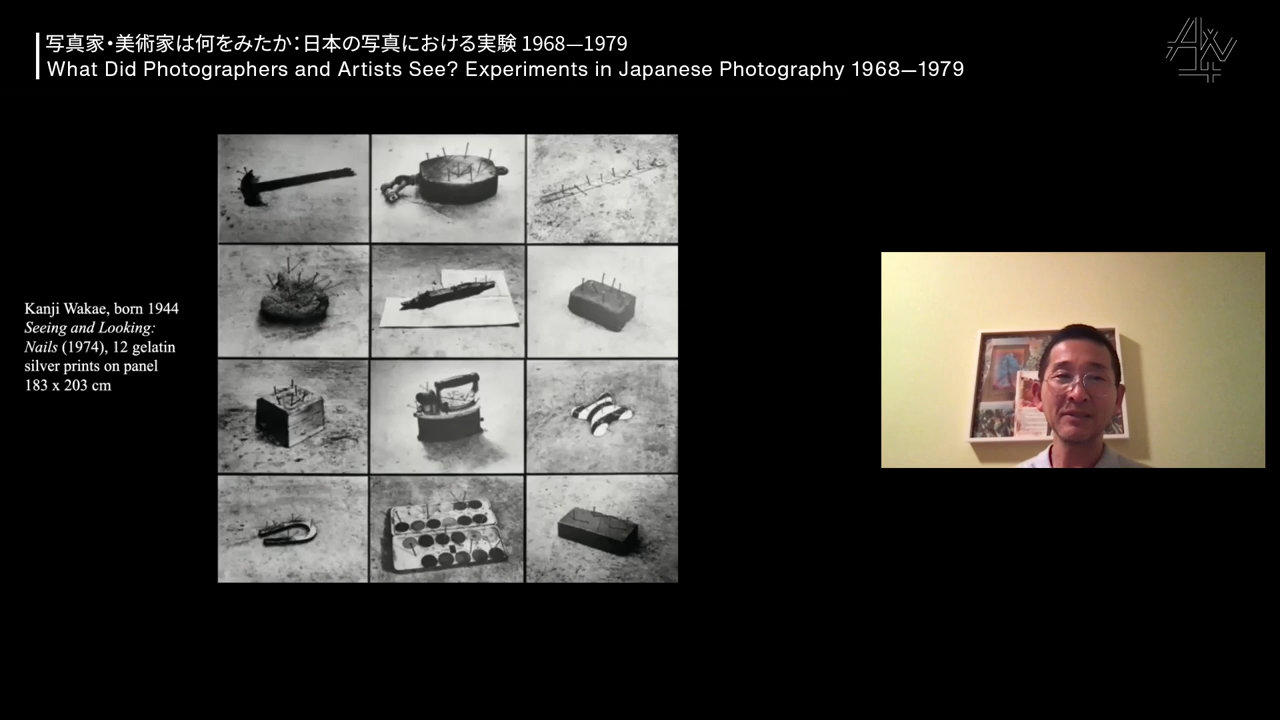 写真家・美術家は何をみたか：日本の写真における実験 1968—1979
What Did Photographers and Artists See? Experiments in Japanese Photography 1968—1979
Kanji Wakae, born 1944
Seeing and Looking:
Nails (1974), 12 gelatin
silver prints on panel
183 x 203 cm